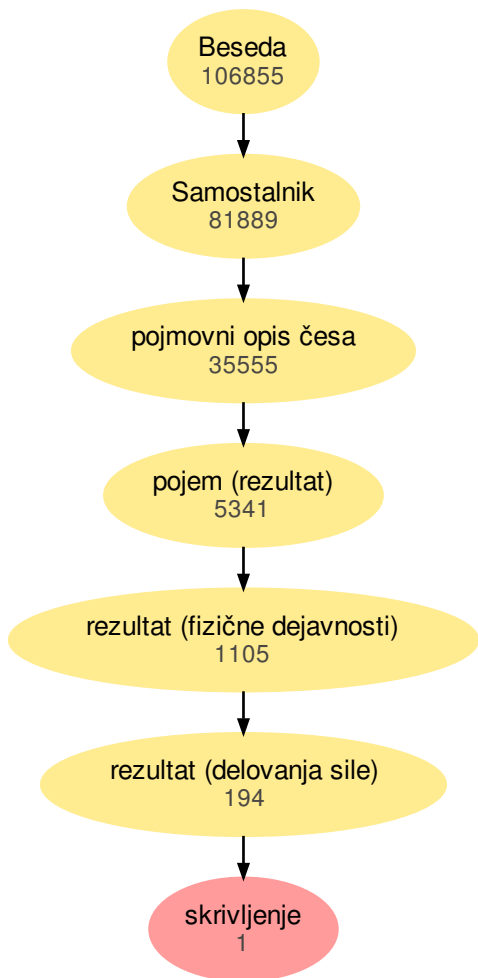 Beseda
106855
Samostalnik
81889
pojmovni opis česa
35555
pojem (rezultat)
5341
rezultat (fizične dejavnosti)
1105
rezultat (delovanja sile)
194
skrivljenje
1